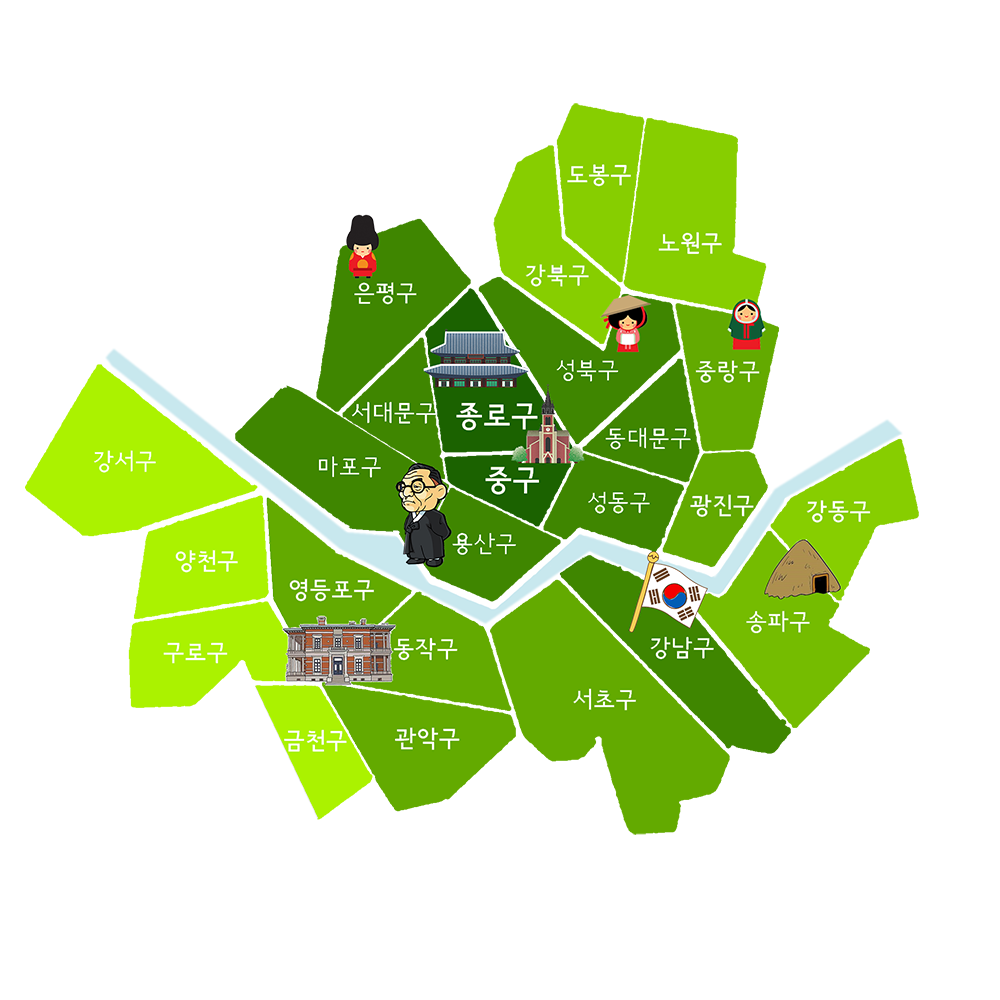 도봉구
노원구
강북구
은평구
성북구
중랑구
서대문구
종로구
동대문구
강서구
마포구
중구
성동구
광진구
강동구
용산구
양천구
영등포구
송파구
구로구
동작구
강남구
서초구
금천구
관악구